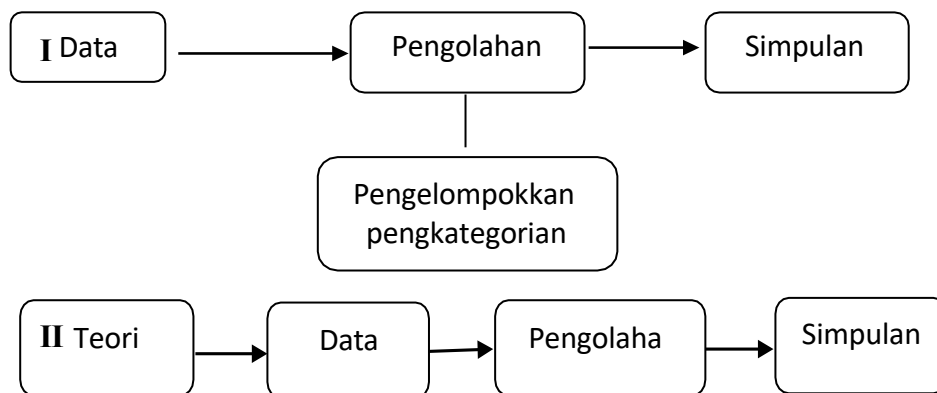 I Data
Pengolahan
Simpulan
Pengelompokkan
pengkategorian
II Teori
Data
Pengolaha
Simpulan